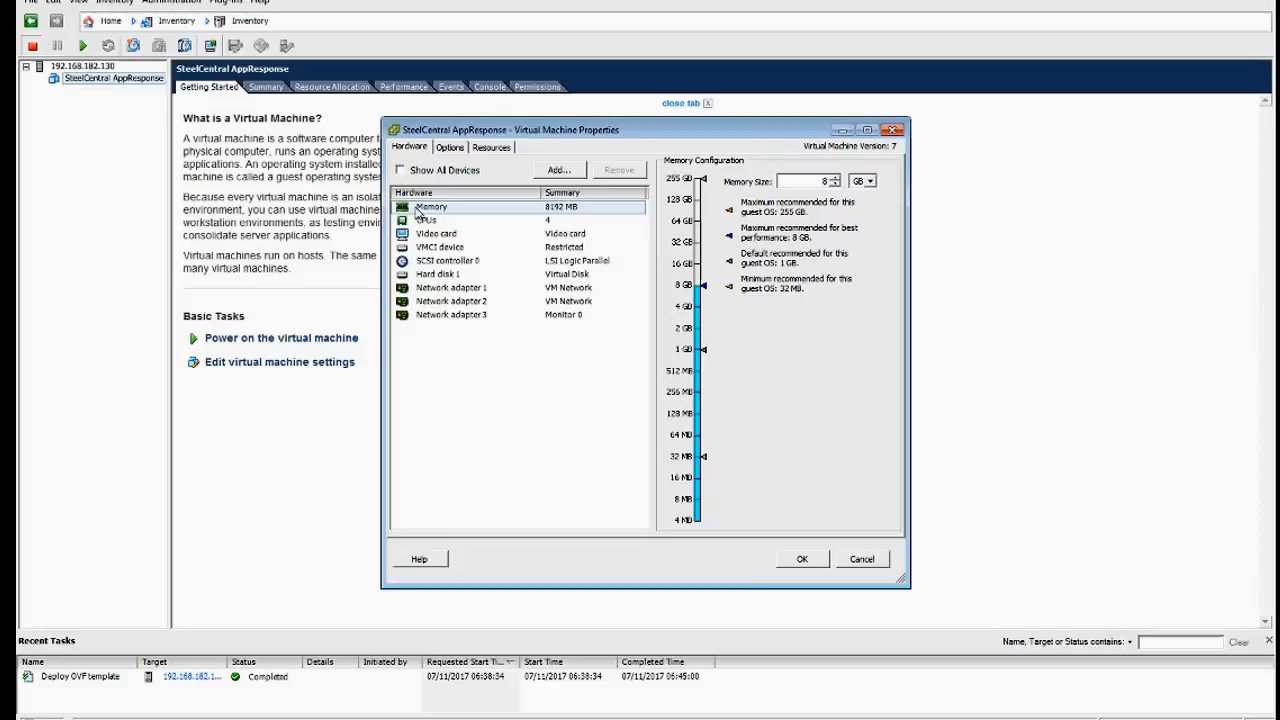 File Edit View Inventory Administration Plug-ins Help
Home Inventory Inventory
192.168.182.130
SteelCentral AppResponse
SteelCentral AppResponse
Getting Started Summary Resource Allocation Performance Events Console Permissions
close tab
What is a Virtual Machine?
A virtual machine is a software computer
physical computer, runs an operating
applications. An operating system installed
machine is called a guest operating
Because every virtual machine is an
environment, you can use virtual
workstation environments, as testing
consolidate server applications.
Virtual machines run on hosts. The same
many virtual machines.
Basic Tasks
Power on the virtual machine
Edit virtual machine settings
SteelCentral AppResponse - Virtual Machine Properties
Hardware Options Resources
Virtual Machine Version: 7
Show All Devices Add... Remove
Hardware Summary
Memory 8192 MB
CPUs 4
Video card Video card
VMCI device Restricted
SCSI controller 0 LSI Logic Parallel
Hard disk 1 Virtual Disk
Network adapter 1 VM Network
Network adapter 2 VM Network
Network adapter 3 Monitor 0
Memory Configuration
255 GB
128 GB
64 GB
32 GB
16 GB
8 GB
4 GB
2 GB
1 GB
512 MB
256 MB
128 MB
64 MB
32 MB
16 MB
8 MB
4 MB
Memory Size: 8 GB
Maximum recommended for this
guest OS: 255 GB.
Maximum recommended for best
performance: 8 GB.
Default recommended for this
guest OS: 1 GB.
Minimum recommended for this
guest OS: 32 MB.
Help OK Cancel
Recent Tasks
Name, Target or Status contains: Clear
Name Target Status Details Initiated by Requested Start Ti... Start Time Completed Time
Deploy OVF template 192.168.182.1... Completed 07/11/2017 06:38:34 07/11/2017 06:38:34 07/11/2017 06:45:00